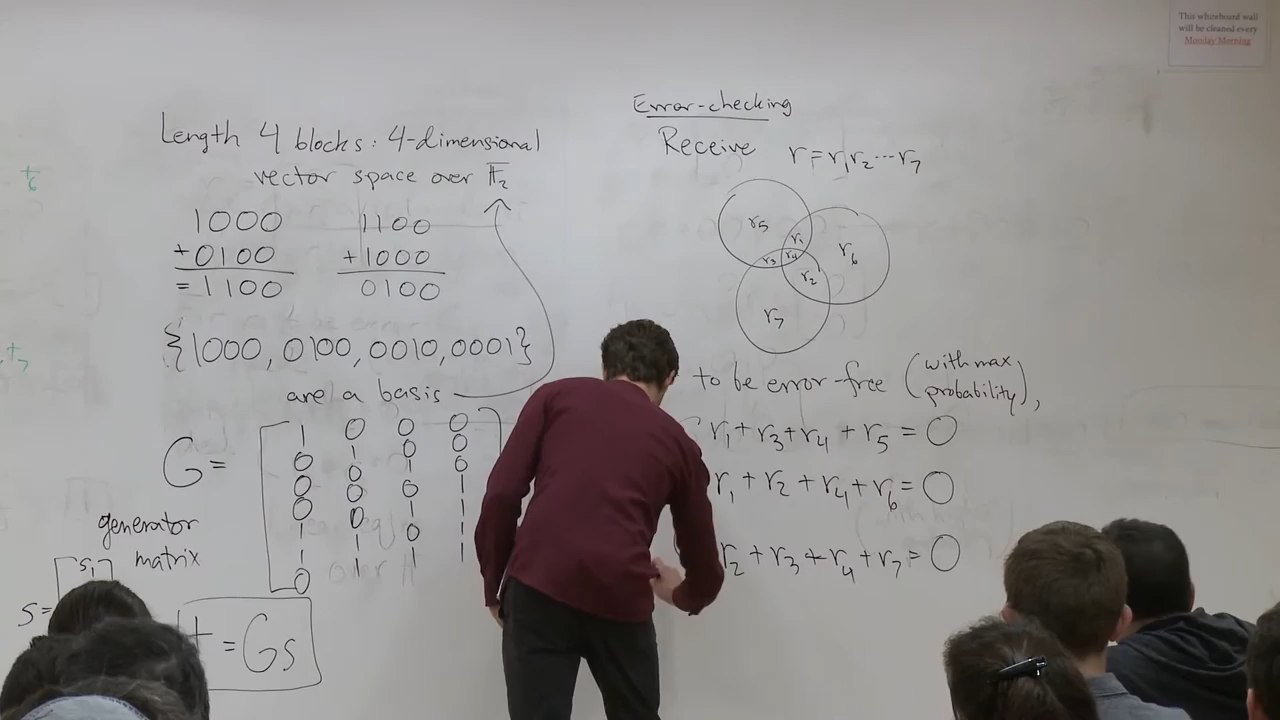 This whiteboard wall
will be cleaned every
Monday Morning
Length 4 blocks: 4-dimensional
vector space over F₂
1000
+0100
=1100
1100
+1000
0100
{1000, 0100, 0010, 0001}
are a basis
G=
1 0 0 0
0 1 0 0
0 0 1 0
0 0 0 1
1 0 1 1
1 1 0 1
0 1 1 1
generator
matrix
s=
s₁
t = Gs
Error-checking
Receive r=r₁r₂⋯r₇
r₅
r₁
r₆
r₃ r₄
r₂
r₇
to be error-free (with max
probability),
r₁+r₃+r₄+r₅=0
r₁+r₂+r₄+r₆=0
r₂+r₃+r₄+r₇=0
t₆
t₇